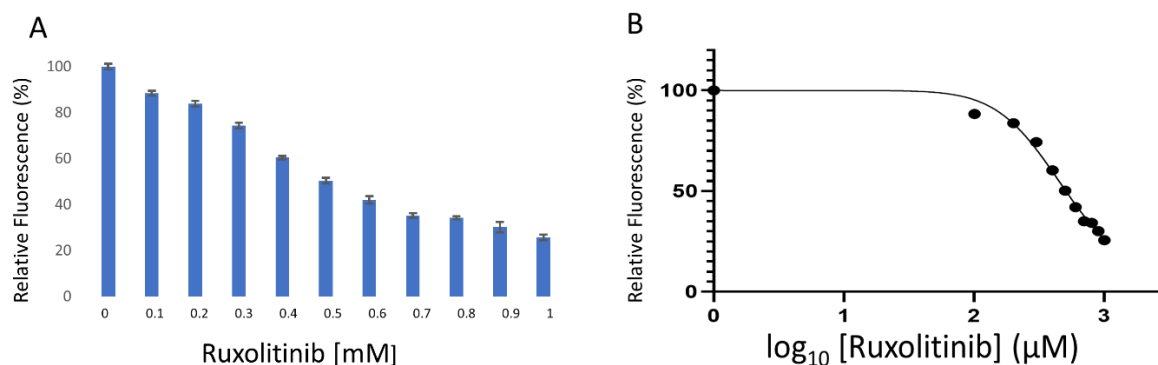 A
Relative Fluorescence (%)
100
80
60
40
20
0
0 0.1 0.2 0.3 0.4 0.5 0.6 0.7 0.8 0.9 1
Ruxolitinib [mM]
B
Relative Fluorescence (%)
100
50
0
0 1 2 3
log₁₀ [Ruxolitinib] (µM)